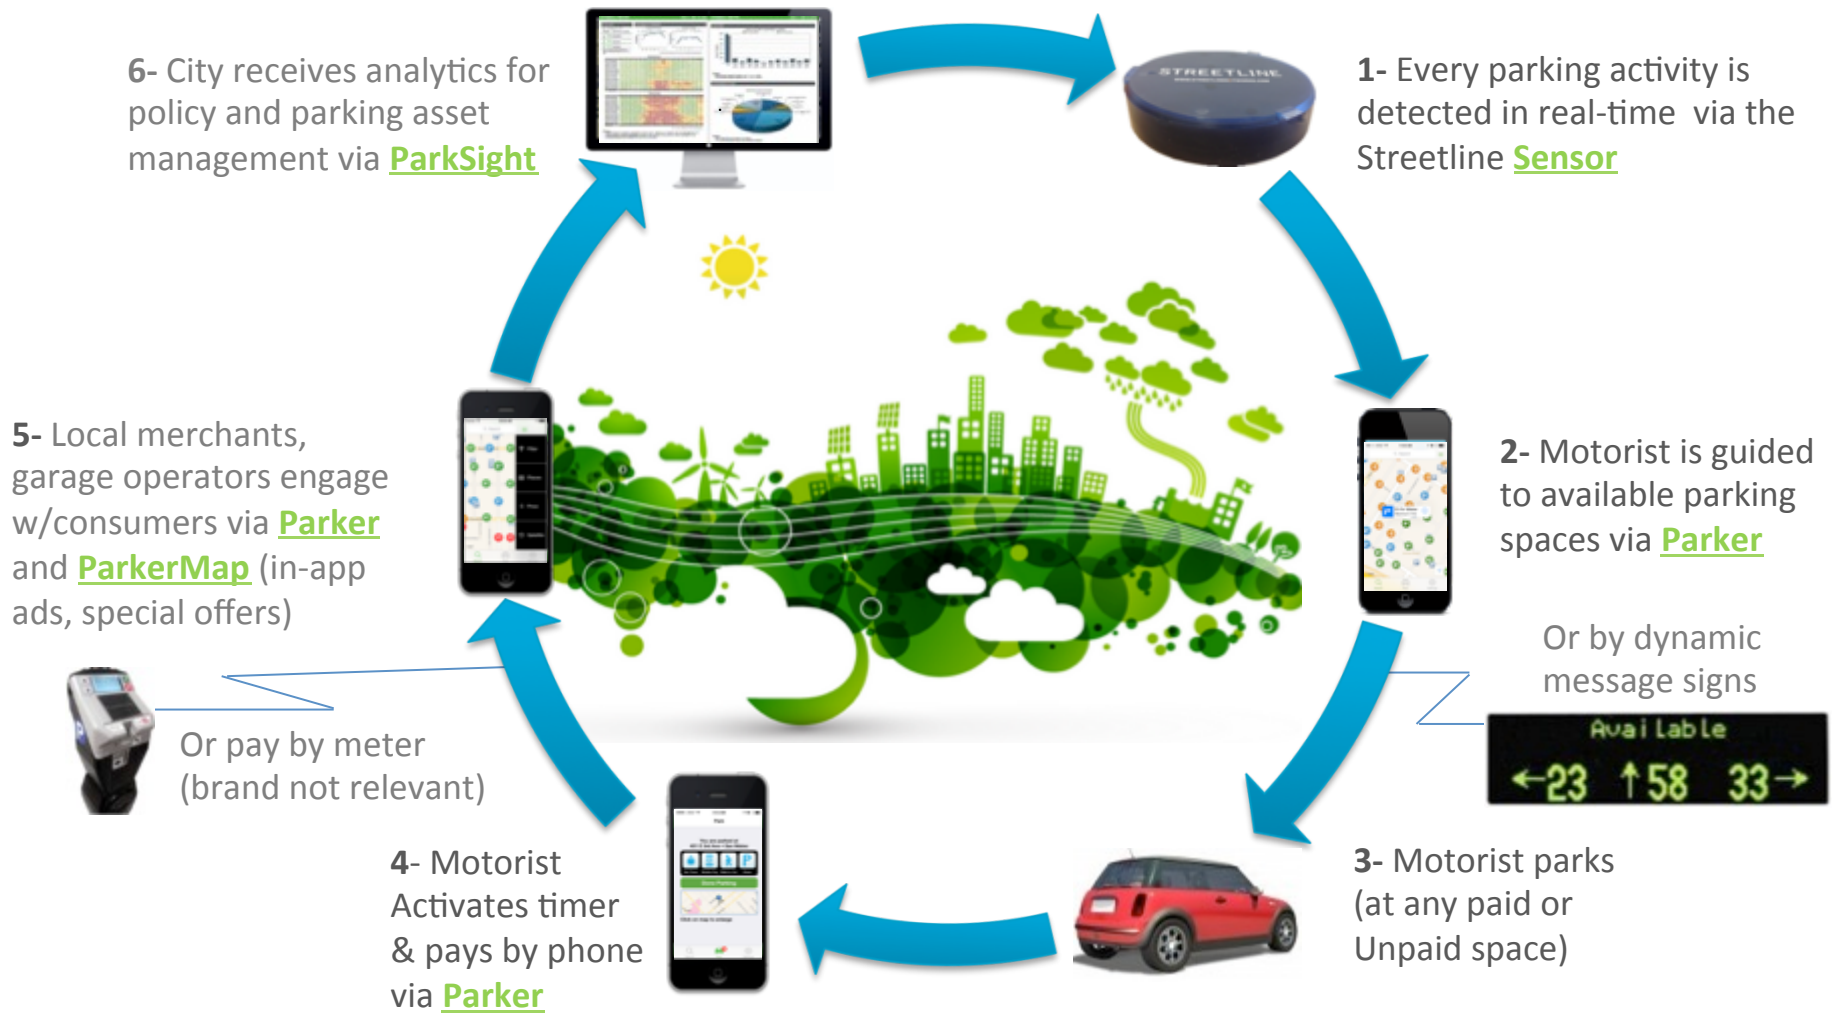 6- City receives analytics for
policy and parking asset
management via ParkSight
STREETLINE
1- Every parking activity is
detected in real-time via the
Streetline Sensor
2- Motorist is guided
to available parking
spaces via Parker
Or by dynamic
message signs
Available
←23 ↑58 33→
3- Motorist parks
(at any paid or
Unpaid space)
4- Motorist
Activates timer
& pays by phone
via Parker
5- Local merchants,
garage operators engage
w/consumers via Parker
and ParkerMap (in-app
ads, special offers)
Or pay by meter
(brand not relevant)